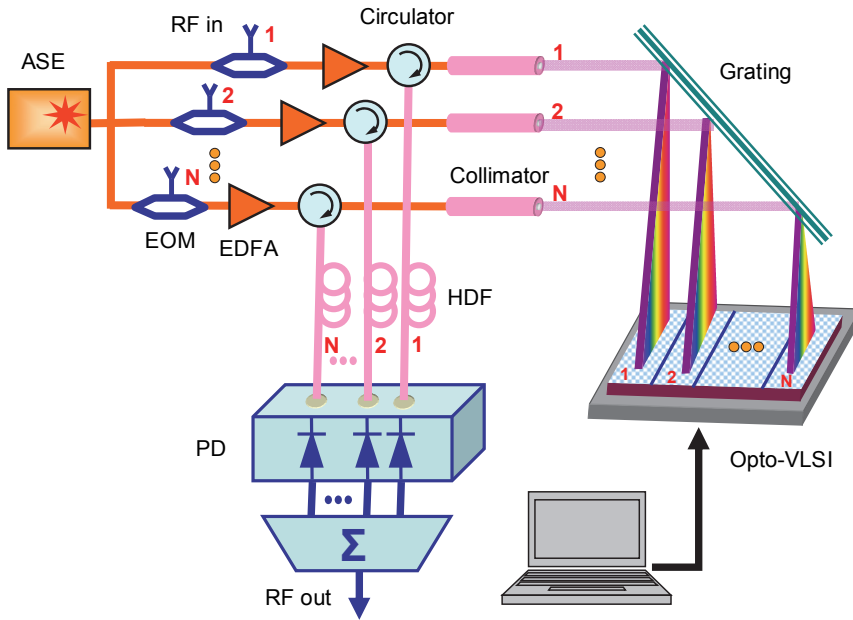 RF in
1
Circulator
ASE
1
Grating
2
2
N
Collimator
N
EOM
EDFA
HDF
N
2
1
1
2
N
PD
Opto-VLSI
Σ
RF out